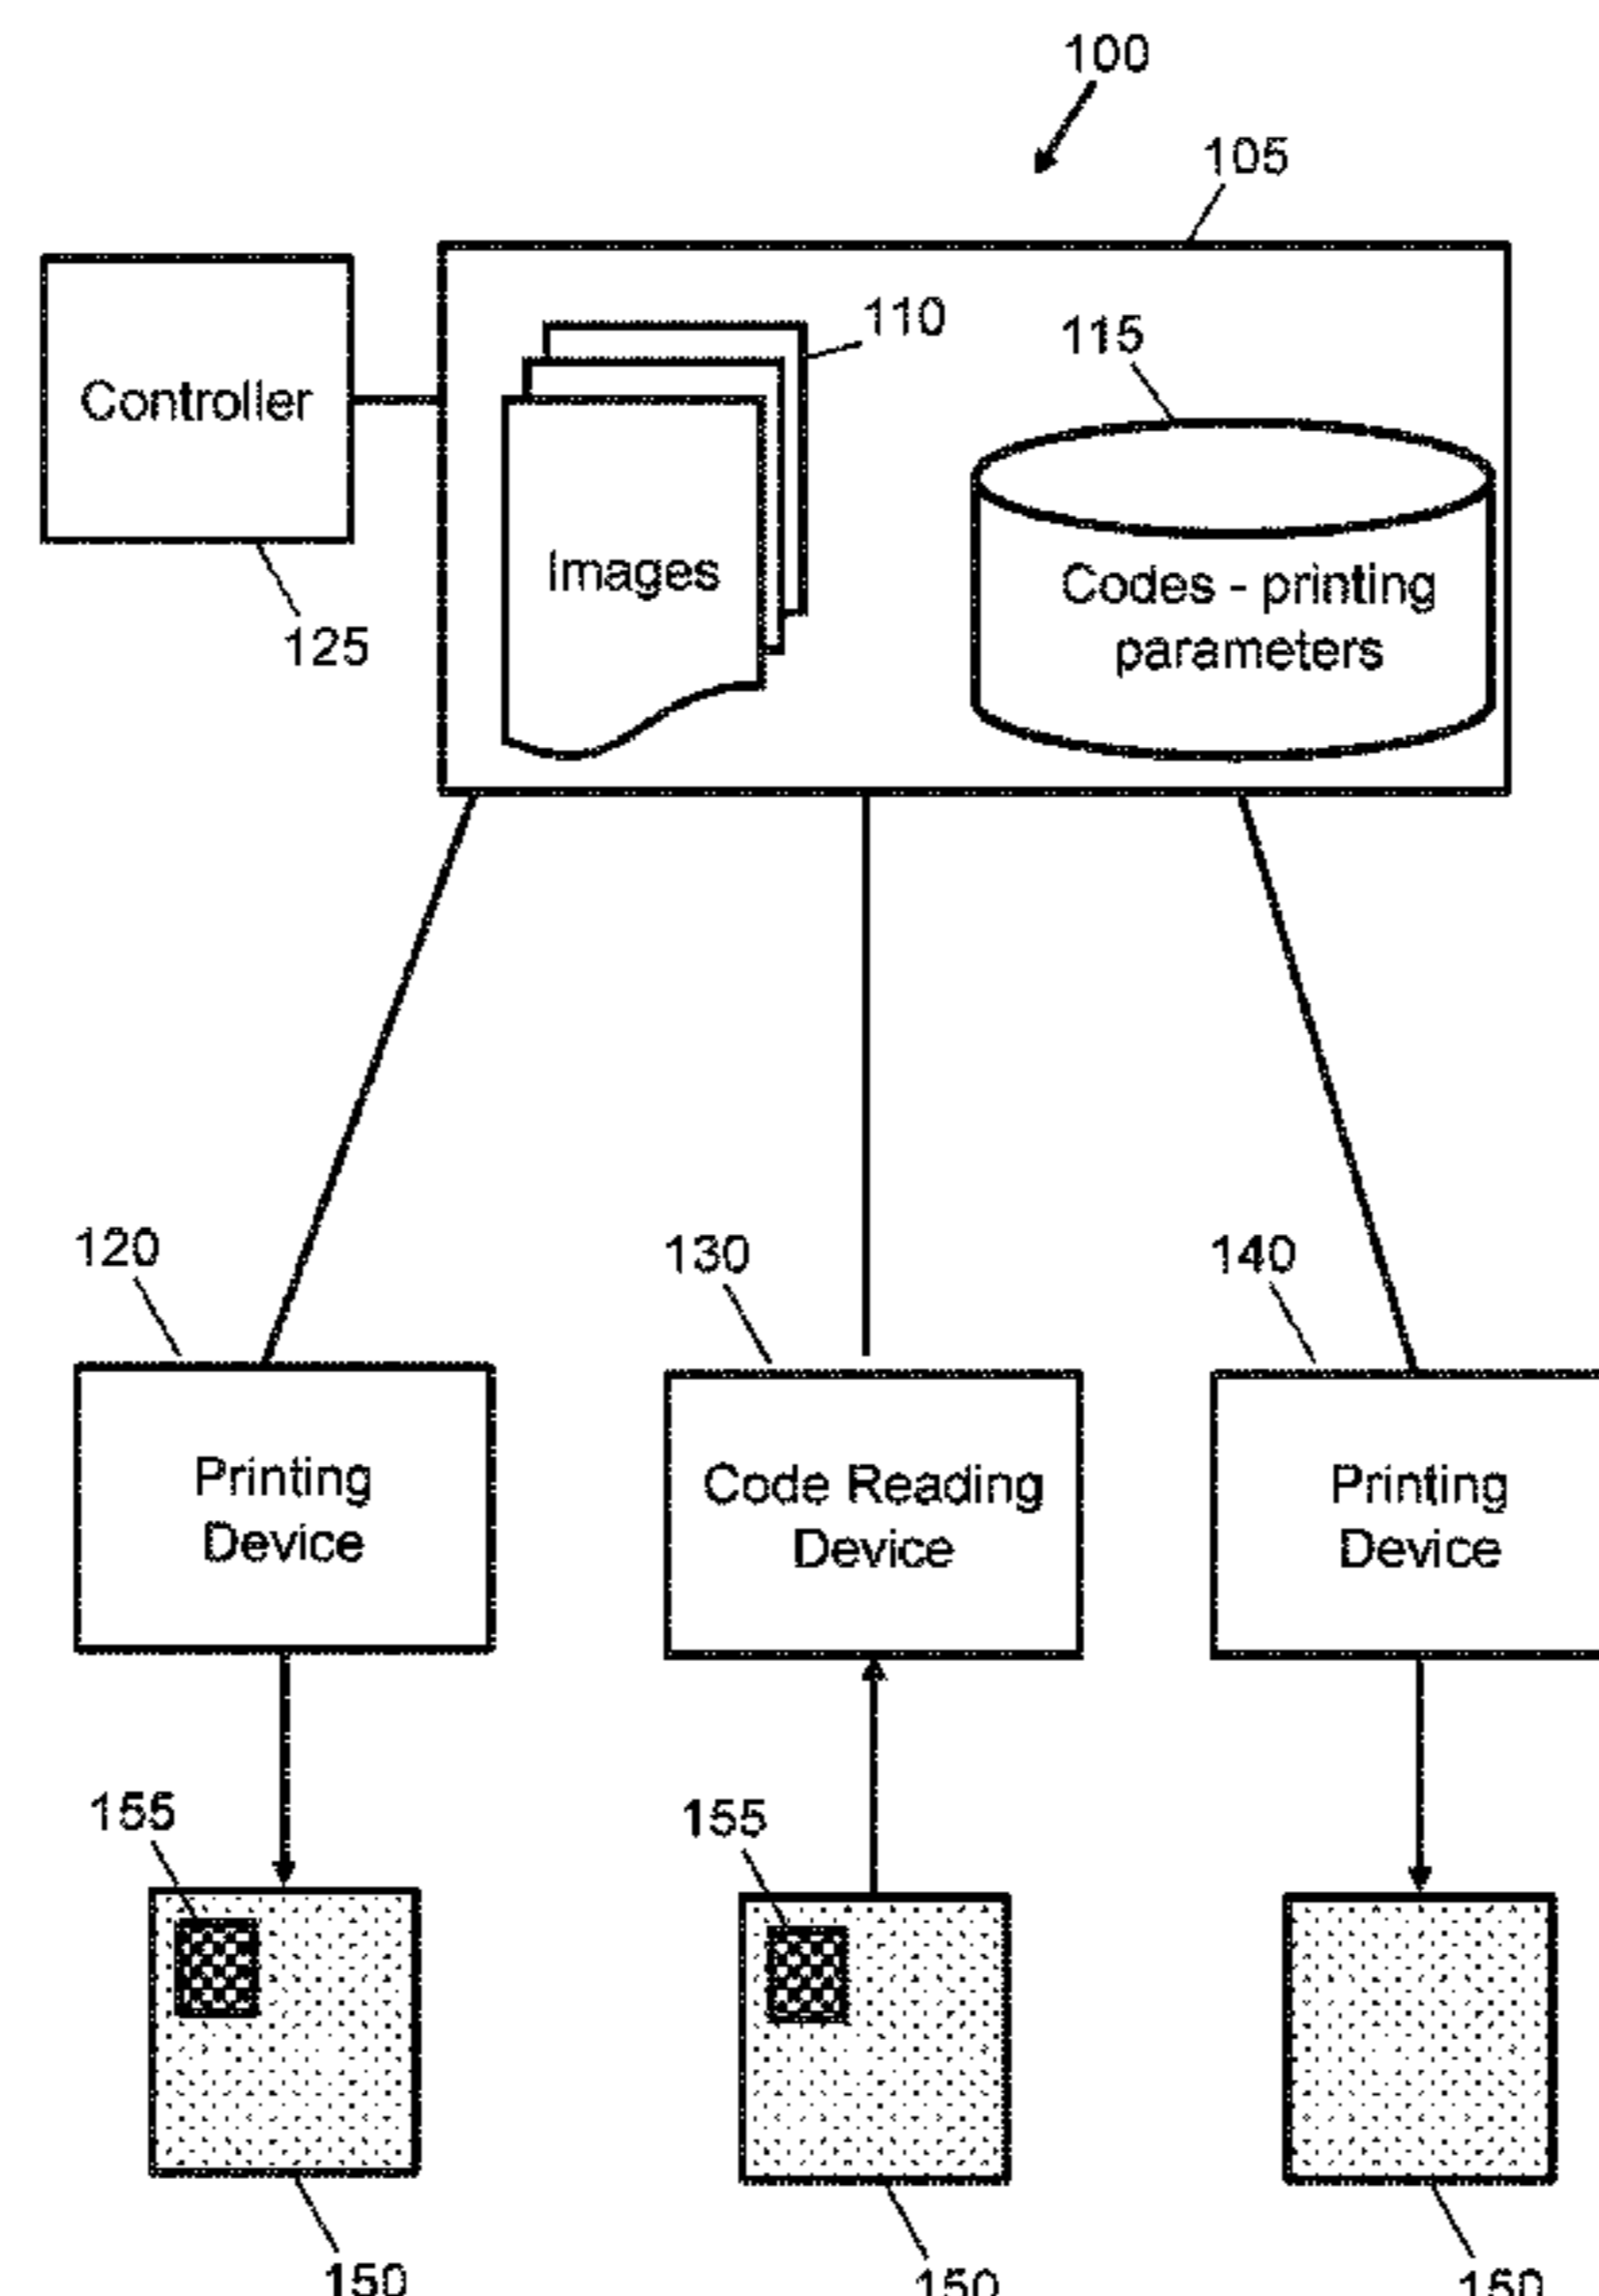 100
105
110
115
Controller
Images
Codes - printing
parameters
125
120
130
140
Printing
Device
Code Reading
Device
Printing
Device
155
155
150
150
150